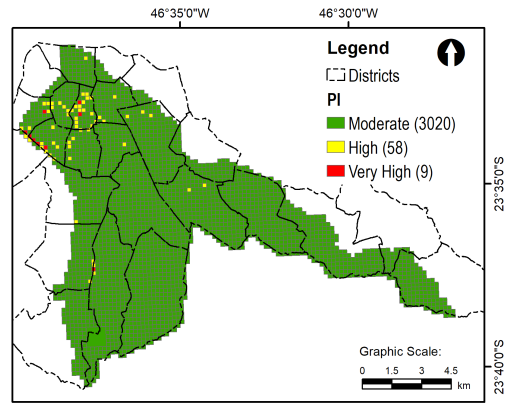 46°35'0"W 46°30'0"W
Legend
Districts
PI
Moderate (3020)
High (58)
Very High (9)
23°35'0"S
23°40'0"S
Graphic Scale:
0 1.5 3 4.5
km